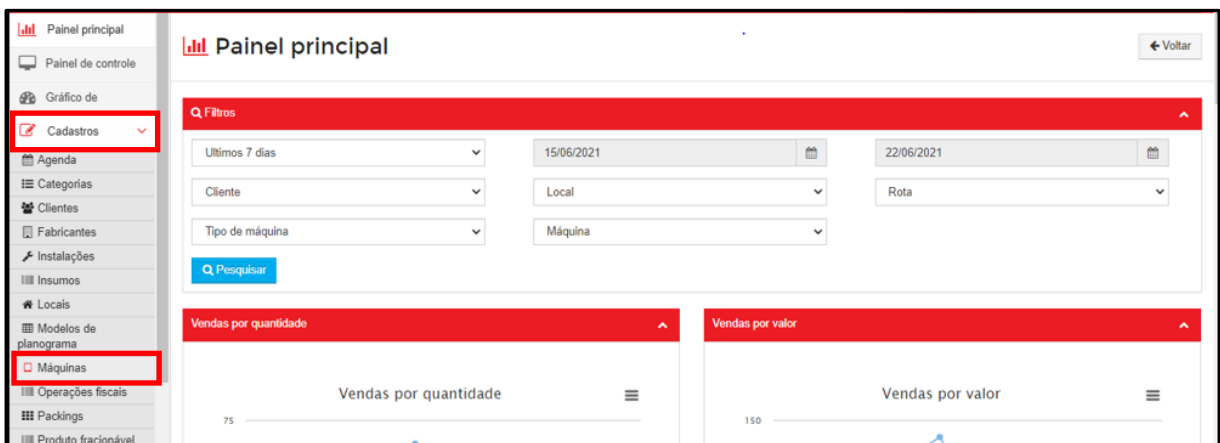 Painel principal
Painel de controle
Gráfico de
Cadastros
Agenda
Categorias
Clientes
Fabricantes
Instalações
Insumos
Locais
Modelos de
planograma
Máquinas
Operações fiscais
Packings
Produto fracionável
Painel principal
Voltar
Filtros
Ultimos 7 dias
15/06/2021
22/06/2021
Cliente
Local
Rota
Tipo de máquina
Máquina
Pesquisar
Vendas por quantidade
Vendas por quantidade
75
Vendas por valor
Vendas por valor
150